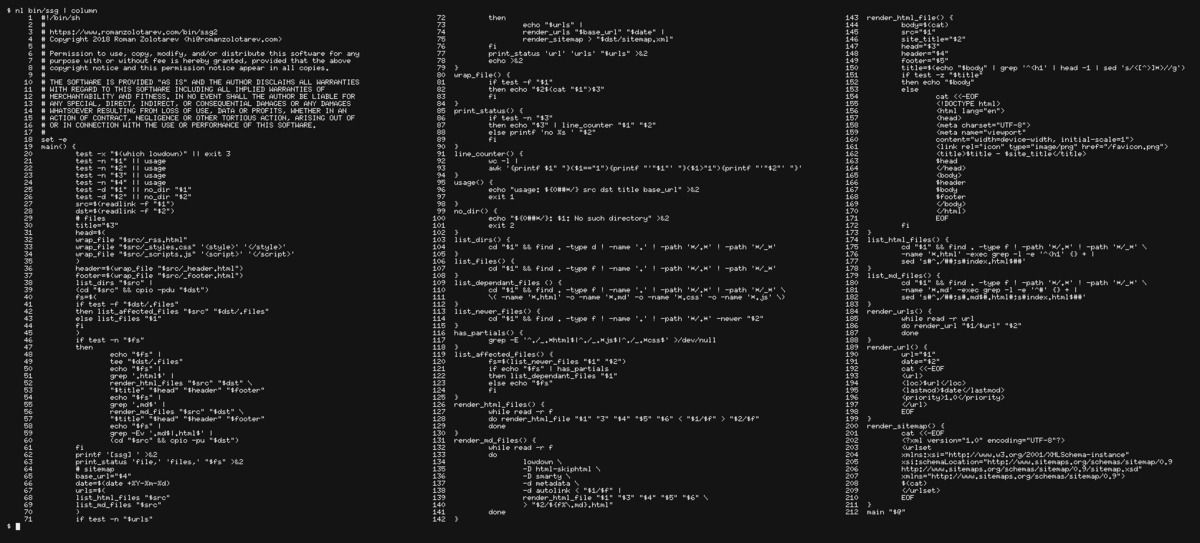 $ nl bin/ssg | column
1 #!/bin/sh
2 #
3 # https://www.romanzolotarev.com/bin/ssg2
4 # Copyright 2018 Roman Zolotarev <hi@romanzolotarev.com>
5 #
6 # Permission to use, copy, modify, and/or distribute this software for any
7 # purpose with or without fee is hereby granted, provided that the above
8 # copyright notice and this permission notice appear in all copies.
9 #
10 # THE SOFTWARE IS PROVIDED "AS IS" AND THE AUTHOR DISCLAIMS ALL WARRANTIES
11 # WITH REGARD TO THIS SOFTWARE INCLUDING ALL IMPLIED WARRANTIES OF
12 # MERCHANTABILITY AND FITNESS. IN NO EVENT SHALL THE AUTHOR BE LIABLE FOR
13 # ANY SPECIAL, DIRECT, INDIRECT, OR CONSEQUENTIAL DAMAGES OR ANY DAMAGES
14 # WHATSOEVER RESULTING FROM LOSS OF USE, DATA OR PROFITS, WHETHER IN AN
15 # ACTION OF CONTRACT, NEGLIGENCE OR OTHER TORTIOUS ACTION, ARISING OUT OF
16 # OR IN CONNECTION WITH THE USE OR PERFORMANCE OF THIS SOFTWARE.
17 #
18 set -e
19 main() {
20 test -x "$(which lowdown)" || exit 3
21 test -n "$1" || usage
22 test -n "$2" || usage
23 test -n "$3" || usage
24 test -n "$4" || usage
25 test -d "$1" || no_dir "$1"
26 test -d "$2" || no_dir "$2"
27 src=$(readlink -f "$1")
28 dst=$(readlink -f "$2")
29 # files
30 title="$3"
31 head=$(
32 wrap_file "$src/_rss.html"
33 wrap_file "$src/_styles.css" '<style>' '</style>'
34 wrap_file "$src/_scripts.js" '<script>' '</script>'
35 )
36 header=$(wrap_file "$src/_header.html")
37 footer=$(wrap_file "$src/_footer.html")
38 list_dirs "$src" |
39 (cd "$src" && cpio -pdu "$dst")
40 fs=$(
41 if test -f "$dst/.files"
42 then list_affected_files "$src" "$dst/.files"
43 else list_files "$1"
44 fi
45 )
46 if test -n "$fs"
47 then
48 echo "$fs" |
49 tee "$dst/.files"
50 echo "$fs" |
51 grep '.html$' |
52 render_html_files "$src" "$dst" \
53 "$title" "$head" "$header" "$footer"
54 echo "$fs" |
55 grep '.md$' |
56 render_md_files "$src" "$dst" \
57 "$title" "$head" "$header" "$footer"
58 echo "$fs" |
59 grep -Ev '.md$|.html$' |
60 (cd "$src" && cpio -pu "$dst")
61 fi
62 printf '[ssg] ' >&2
63 print_status 'file,' 'files,' "$fs" >&2
64 # sitemap
65 base_url="$4"
66 date=$(date +%Y-%m-%d)
67 urls=$(
68 list_html_files "$src"
69 list_md_files "$src"
70 )
71 if test -n "$urls"
$
72 then
73 echo "$urls" |
74 render_urls "$base_url" "$date" |
75 render_sitemap > "$dst/sitemap.xml"
76 fi
77 print_status 'url' 'urls' "$urls" >&2
78 echo >&2
79 }
80 wrap_file() {
81 if test -f "$1"
82 then echo "$2$(cat "$1")$3"
83 fi
84 }
85 print_status() {
86 if test -n "$3"
87 then echo "$3" | line_counter "$1" "$2"
88 else printf 'no %s ' "$2"
89 fi
90 }
91 line_counter() {
92 wc -l |
93 awk '{printf $1" "}($1=="1"){printf "'"$1"' "}($1>"1"){printf "'"$2"' "}'
94 }
95 usage() {
96 echo "usage: ${0##*/} src dst title base_url" >&2
97 exit 1
98 }
99 no_dir() {
100 echo "${0##*/}: $1: No such directory" >&2
101 exit 2
102 }
103 list_dirs() {
104 cd "$1" && find . -type d ! -name '.' ! -path '*/.*' ! -path '*/_*'
105 }
106 list_files() {
107 cd "$1" && find . -type f ! -name '.' ! -path '*/.*' ! -path '*/_*'
108 }
109 list_dependant_files () {
110 cd "$1" && find . -type f ! -name '.' ! -path '*/.*' ! -path '*/_*' \
111 \( -name '*.html' -o -name '*.md' -o -name '*.css' -o -name '*.js' \)
112 }
113 list_newer_files() {
114 cd "$1" && find . -type f ! -name '.' ! -path '*/.*' -newer "$2"
115 }
116 has_partials() {
117 grep -E '^./_.*html$|^./_.*js$|^./_.*css$' >/dev/null
118 }
119 list_affected_files() {
120 fs=$(list_newer_files "$1" "$2")
121 if echo "$fs" | has_partials
122 then list_dependant_files "$1"
123 else echo "$fs"
124 fi
125 }
126 render_html_files() {
127 while read -r f
128 do render_html_file "$1" "$3" "$4" "$5" "$6" < "$1/$f" > "$2/$f"
129 done
130 }
131 render_md_files() {
132 while read -r f
133 do
134 lowdown \
135 -D html-skiphtml \
136 -D smarty \
137 -d metadata \
138 -d autolink < "$1/$f" |
139 render_html_file "$1" "$3" "$4" "$5" "$6" \
140 > "$2/${f%\.md}.html"
141 done
142 }
143 render_html_file() {
144 body=$(cat)
145 src="$1"
146 site_title="$2"
147 head="$3"
148 header="$4"
149 footer="$5"
150 title=$(echo "$body" | grep '^<h1' | head -1 | sed 's/<[^>]*>//g')
151 if test -z "$title"
152 then echo "$body"
153 else
154 cat <<-EOF
155 <!DOCTYPE html>
156 <html lang="en">
157 <head>
158 <meta charset="UTF-8">
159 <meta name="viewport"
160 content="width=device-width, initial-scale=1">
161 <link rel="icon" type="image/png" href="/favicon.png">
162 <title>$title - $site_title</title>
163 $head
164 </head>
165 <body>
166 $header
167 $body
168 $footer
169 </body>
170 </html>
171 EOF
172 fi
173 }
174 list_html_files() {
175 cd "$1" && find . -type f ! -name '.' ! -path '*/.*' ! -path '*/_*' \
176 -name '*.html' -exec grep -l -e '^<h1' {} + |
177 sed 's#^./##;s#index.html$##'
178 }
179 list_md_files() {
180 cd "$1" && find . -type f ! -name '.' ! -path '*/.*' ! -path '*/_*' \
181 -name '*.md' -exec grep -l -e '^#' {} + |
182 sed 's#^./##;s#.md$#.html#;s#index.html$##'
183 }
184 render_urls() {
185 while read -r url
186 do render_url "$1/$url" "$2"
187 done
188 }
189 render_url() {
190 url="$1"
191 date="$2"
192 cat <<-EOF
193 <url>
194 <loc>$url</loc>
195 <lastmod>$date</lastmod>
196 <priority>1.0</priority>
197 </url>
198 EOF
199 }
200 render_sitemap() {
201 cat <<-EOF
202 <?xml version="1.0" encoding="UTF-8"?>
203 <urlset
204 xmlns:xsi="http://www.w3.org/2001/XMLSchema-instance"
205 xsi:schemaLocation="http://www.sitemaps.org/schemas/sitemap/0.9
206 http://www.sitemaps.org/schemas/sitemap/0.9/sitemap.xsd"
207 xmlns="http://www.sitemaps.org/schemas/sitemap/0.9">
208 $(cat)
209 </urlset>
210 EOF
211 }
212 main "$@"